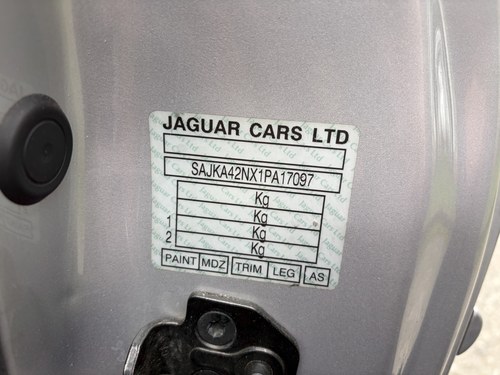 JAGUAR CARS LTD
SAJKA42NX1PA17097
Kg
Kg
1 Kg
2 Kg
PAINT MDZ TRIM LEG AS